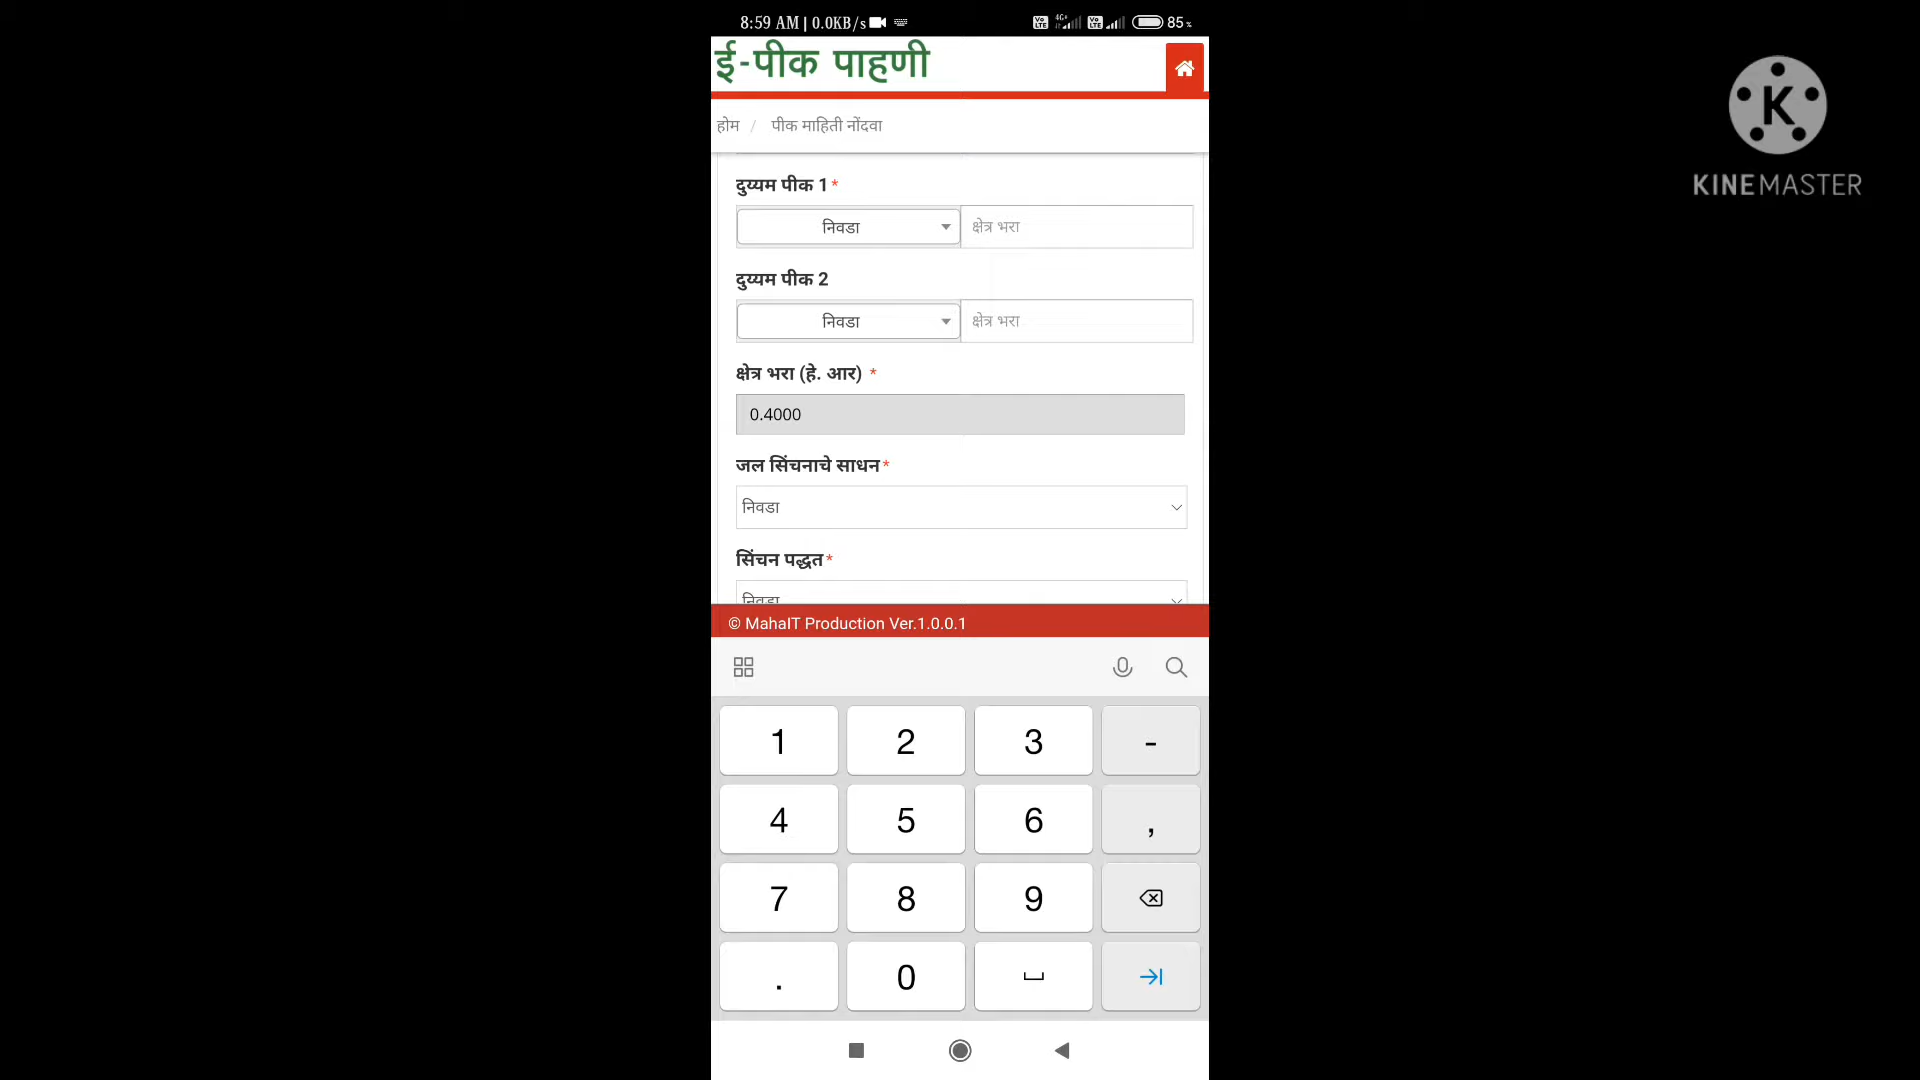 8:59 AM | 0.0KB/s 85%
ई-पीक पाहणी
होम / पीक माहिती नोंदवा
दुय्यम पीक 1*
निवडा क्षेत्र भरा
दुय्यम पीक 2
निवडा क्षेत्र भरा
क्षेत्र भरा (हे. आर) *
0.4000
जल सिंचनाचे साधन*
निवडा
सिंचन पद्धत*
निवडा
© MahaIT Production Ver.1.0.0.1
1 2 3 -
4 5 6 ,
7 8 9
. 0
K
KINEMASTER